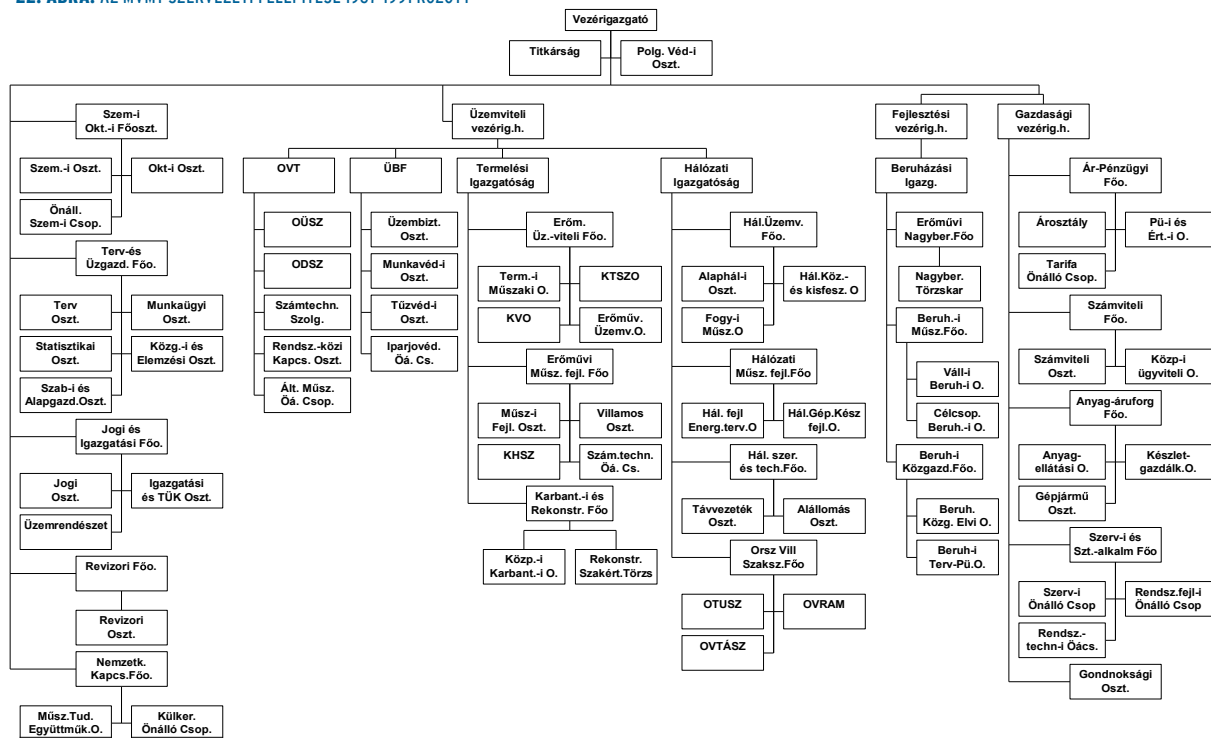 Vezérigazgató
Titkárság
Polg. Véd-i
Oszt.
Szem-i
Okt.-i Főoszt.
Szem.-i Oszt.
Okt-i Oszt.
Önáll.
Szem-i Csop.
Terv-és
Üzgazd. Főo.
Terv
Oszt.
Munkaügyi
Oszt.
Statisztikai
Oszt.
Közg.-i és
Elemzési Oszt.
Szab-i és
Alapgazd.Oszt.
Jogi és
Igazgatási Főo.
Jogi
Oszt.
Igazgatási
és TÜK Oszt.
Üzemrendészet
Revizori Főo.
Revizori
Oszt.
Nemzetk.
Kapcs.Főo.
Műsz.Tud.
Együttműk.O.
Külker.
Önálló Csop.
Üzemviteli
vezérig.h.
OVT
OÜSZ
ODSZ
Számtechn.
Szolg.
Rendsz.-közi
Kapcs. Oszt.
Ált. Műsz.
Öá. Csop.
ÜBF
Üzembizt.
Oszt.
Munkavéd-i
Oszt.
Tűzvéd-i
Oszt.
Iparjovéd.
Öá. Cs.
Termelési
Igazgatóság
Erőm.
Üz.-viteli Főo.
Term.-i
Műszaki O.
KTSZO
KVO
Erőműv.
Üzemv.O.
Erőművi
Műsz. fejl. Főo
Műsz-i
Fejl. Oszt.
Villamos
Oszt.
KHSZ
Szám.techn.
Öá. Cs.
Karbant.-i és
Rekonstr. Főo
Közp.-i
Karbant.-i O.
Rekonstr.
Szakért.Törzs
Hálózati
Igazgatóság
Hál.Üzemv.
Főo.
Alaphál-i
Oszt.
Hál.Köz.-
és kisfesz. O
Fogy-i
Műsz.O
Hálózati
Műsz. fejl.Főo
Hál. fejl
Energ.terv.O
Hál.Gép.Kész
fejl.O.
Hál. szer.
és tech.Főo.
Távvezeték
Oszt.
Alállomás
Oszt.
Orsz Vill
Szaksz.Főo
OTUSZ
OVRAM
OVTÁSZ
Fejlesztési
vezérig.h.
Beruházási
Igazg.
Erőművi
Nagyber.Főo
Nagyber.
Törzskar
Beruh.-i
Műsz.Főo.
Váll-i
Beruh-i O.
Célcsop.
Beruh.-i O.
Beruh-i
Közgazd.Főo.
Beruh.
Közg. Elvi O.
Beruh-i
Terv-Pü.O.
Gazdasági
vezérig.h.
Ár-Pénzügyi
Főo.
Árosztály
Pü-i és
Ért.-i O.
Tarifa
Önálló Csop.
Számviteli
Főo.
Számviteli
Oszt.
Közp-i
ügyviteli O.
Anyag-áruforg
Főo.
Anyag-
ellátási O.
Készlet-
gazdálk.O.
Gépjármű
Oszt.
Szerv-i és
Szt.-alkalm Főo
Szerv-i
Önálló Csop
Rendsz.fejl-i
Önálló Csop
Rendsz.-
techn-i Öács.
Gondnoksági
Oszt.